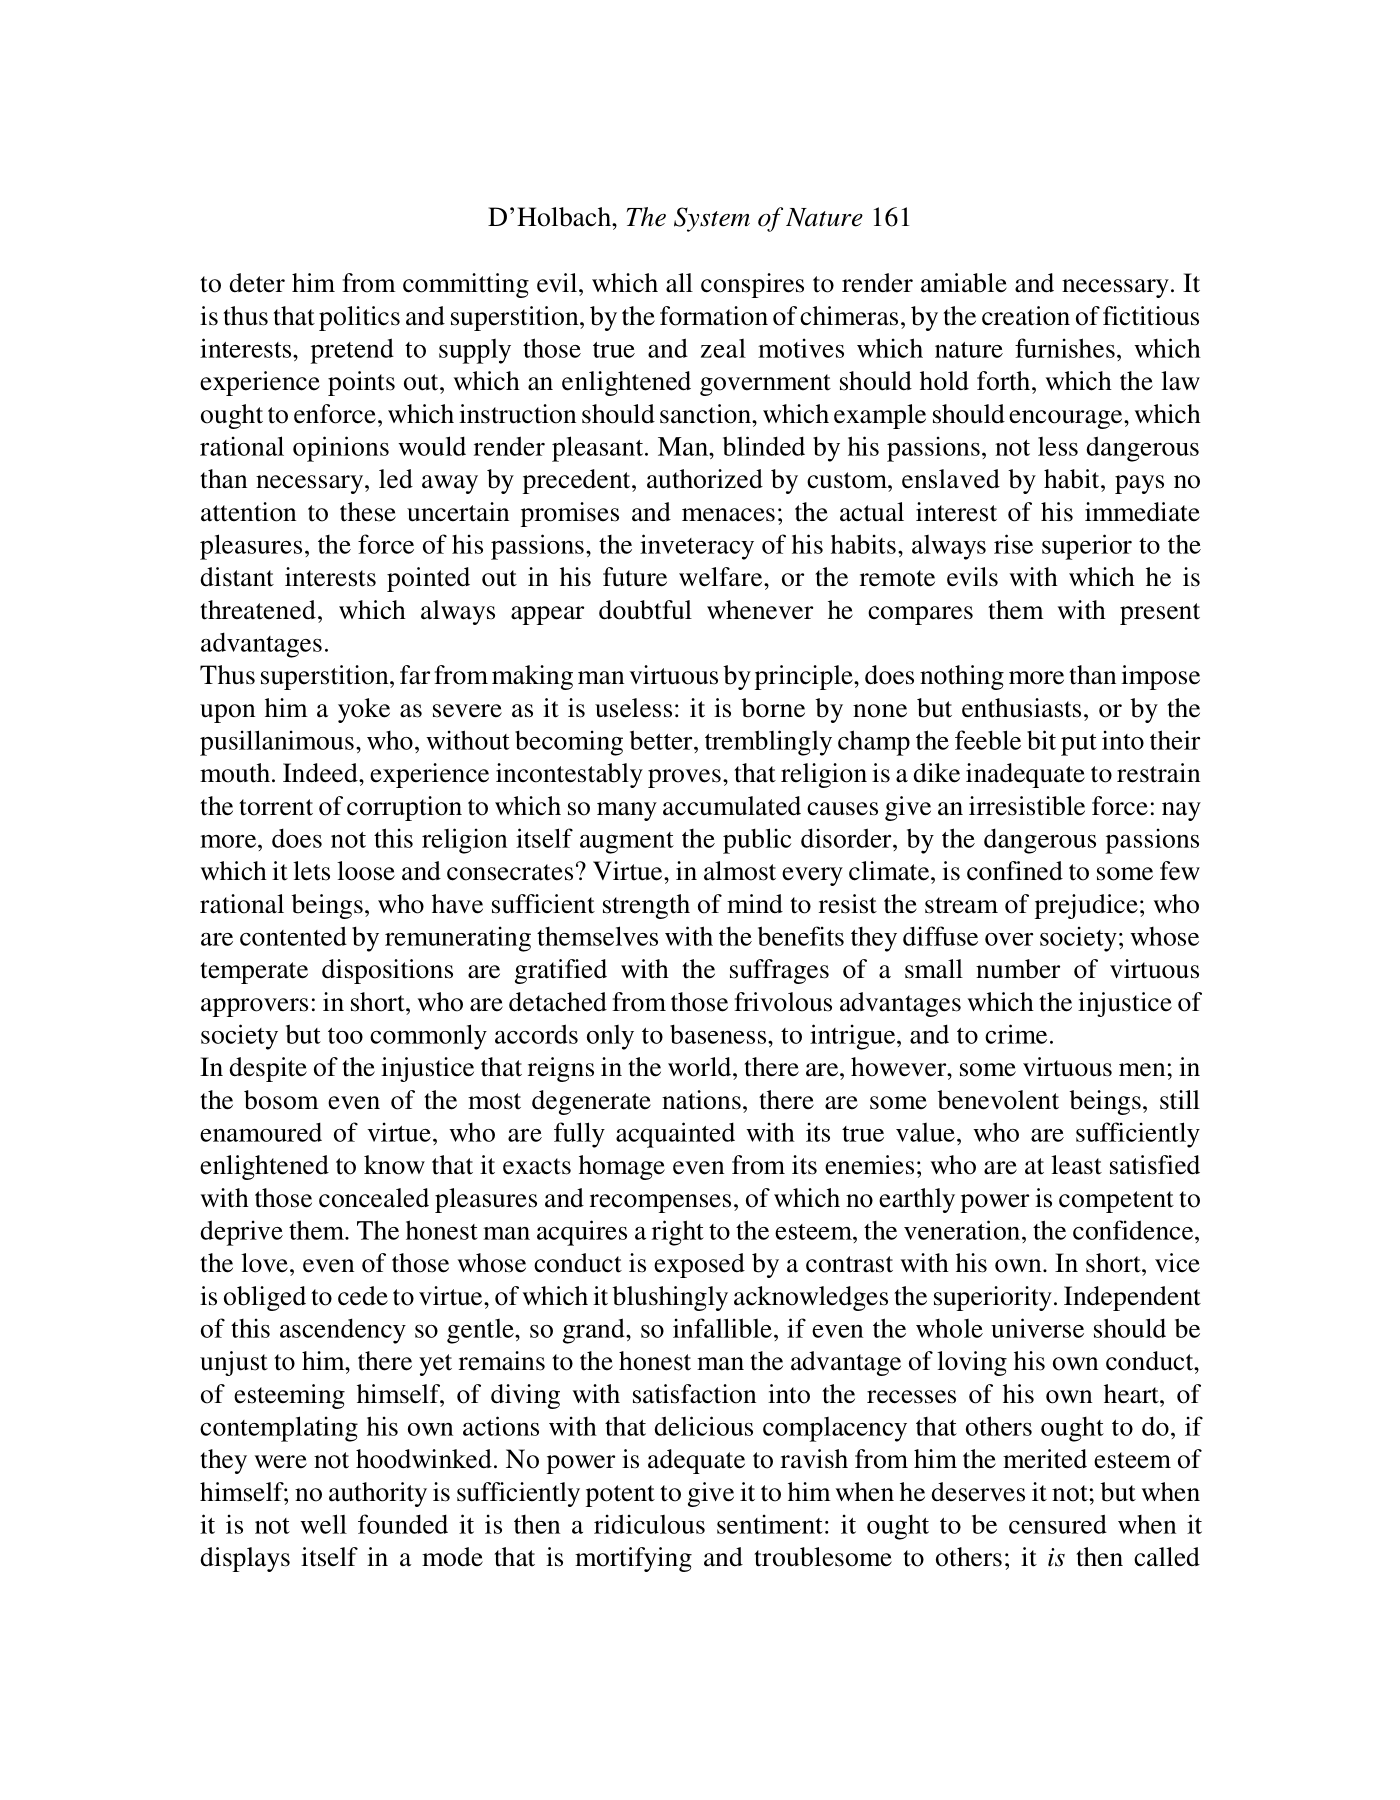 D’Holbach, The System of Nature 161
to deter him from committing evil, which all conspires to render amiable and necessary. It
is thus that politics and superstition, by the formation of chimeras, by the creation of fictitious
interests, pretend to supply those true and zeal motives which nature furnishes, which
experience points out, which an enlightened government should hold forth, which the law
ought to enforce, which instruction should sanction, which example should encourage, which
rational opinions would render pleasant. Man, blinded by his passions, not less dangerous
than necessary, led away by precedent, authorized by custom, enslaved by habit, pays no
attention to these uncertain promises and menaces; the actual interest of his immediate
pleasures, the force of his passions, the inveteracy of his habits, always rise superior to the
distant interests pointed out in his future welfare, or the remote evils with which he is
threatened, which always appear doubtful whenever he compares them with present
advantages.
Thus superstition, far from making man virtuous by principle, does nothing more than impose
upon him a yoke as severe as it is useless: it is borne by none but enthusiasts, or by the
pusillanimous, who, without becoming better, tremblingly champ the feeble bit put into their
mouth. Indeed, experience incontestably proves, that religion is a dike inadequate to restrain
the torrent of corruption to which so many accumulated causes give an irresistible force: nay
more, does not this religion itself augment the public disorder, by the dangerous passions
which it lets loose and consecrates? Virtue, in almost every climate, is confined to some few
rational beings, who have sufficient strength of mind to resist the stream of prejudice; who
are contented by remunerating themselves with the benefits they diffuse over society; whose
temperate dispositions are gratified with the suffrages of a small number of virtuous
approvers: in short, who are detached from those frivolous advantages which the injustice of
society but too commonly accords only to baseness, to intrigue, and to crime.
In despite of the injustice that reigns in the world, there are, however, some virtuous men; in
the bosom even of the most degenerate nations, there are some benevolent beings, still
enamoured of virtue, who are fully acquainted with its true value, who are sufficiently
enlightened to know that it exacts homage even from its enemies; who are at least satisfied
with those concealed pleasures and recompenses, of which no earthly power is competent to
deprive them. The honest man acquires a right to the esteem, the veneration, the confidence,
the love, even of those whose conduct is exposed by a contrast with his own. In short, vice
is obliged to cede to virtue, of which it blushingly acknowledges the superiority. Independent
of this ascendency so gentle, so grand, so infallible, if even the whole universe should be
unjust to him, there yet remains to the honest man the advantage of loving his own conduct,
of esteeming himself, of diving with satisfaction into the recesses of his own heart, of
contemplating his own actions with that delicious complacency that others ought to do, if
they were not hoodwinked. No power is adequate to ravish from him the merited esteem of
himself; no authority is sufficiently potent to give it to him when he deserves it not; but when
it is not well founded it is then a ridiculous sentiment: it ought to be censured when it
displays itself in a mode that is mortifying and troublesome to others; it is then called